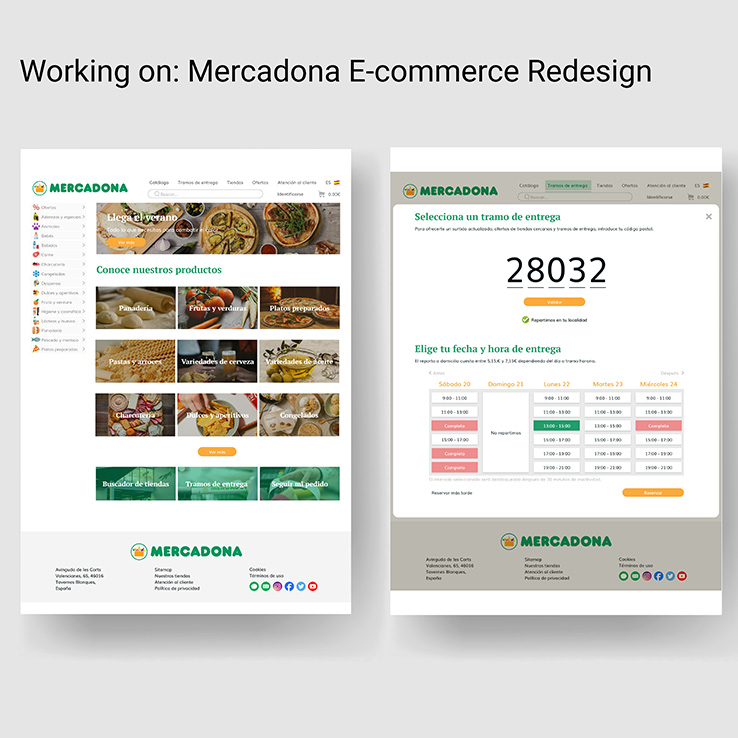 Working on: Mercadona E-commerce Redesign
MERCADONA
Catálogo Tramos de entrega Tiendas Ofertas Atención al cliente ES
Buscar...
Identificarse 0.00€
Ofertas
Bebés
Bebidas
Carne
Charcutería
Congelados
Despensa
Dulces y aperitivos
Fruta y verdura
Higiene y cosmética
Panadería
Pescado y marisco
Platos preparados
Llega el verano
Todo lo que necesitas para combatir el calor
Ver más
Conoce nuestros productos
Panadería
Frutas y verduras
Platos preparados
Pastas y arroces
Variedades de cerveza
Variedades de aceite
Charcutería
Dulces y aperitivos
Congelados
Ver más
Buscador de tiendas
Tramos de entrega
Seguir mi pedido
MERCADONA
Avinguda de les Corts
Valencianes, 65, 46016
Tavernes Blanques,
España
Sitemap
Nuestras tiendas
Atención al cliente
Política de privacidad
Cookies
Términos de uso
MERCADONA
Catálogo Tramos de entrega Tiendas Ofertas Atención al cliente ES
Buscar...
Identificarse 0.00€
Selecciona un tramo de entrega
Para ofrecerte un surtido actualizado, ofertas de tiendas cercanas y tramos de entrega, introduce tu código postal.
28032
Validar
Repartimos en tu localidad
Elige tu fecha y hora de entrega
El reparto a domicilio cuesta entre 5,35 € y 7,53€ dependiendo del día o tramo horario.
Antes
Después
Sábado 20 Domingo 21 Lunes 22 Martes 23 Miércoles 24
9:00 - 11:00 9:00 - 11:00 9:00 - 11:00 9:00 - 11:00
11:00 - 13:00 11:00 - 13:00 11:00 - 13:00 11:00 - 13:00
Completo 13:00 - 15:00 13:00 - 15:00 Completo
No repartimos
15:00 - 17:00 15:00 - 17:00 15:00 - 17:00 15:00 - 17:00
Completo 17:00 - 19:00 17:00 - 19:00 17:00 - 19:00
Completo 19:00 - 21:00 19:00 - 21:00 19:00 - 21:00
Reservar más tarde
Reservar
MERCADONA
Avinguda de les Corts
Valencianes, 65, 46016
Tavernes Blanques,
España
Sitemap
Nuestras tiendas
Atención al cliente
Política de privacidad
Cookies
Términos de uso